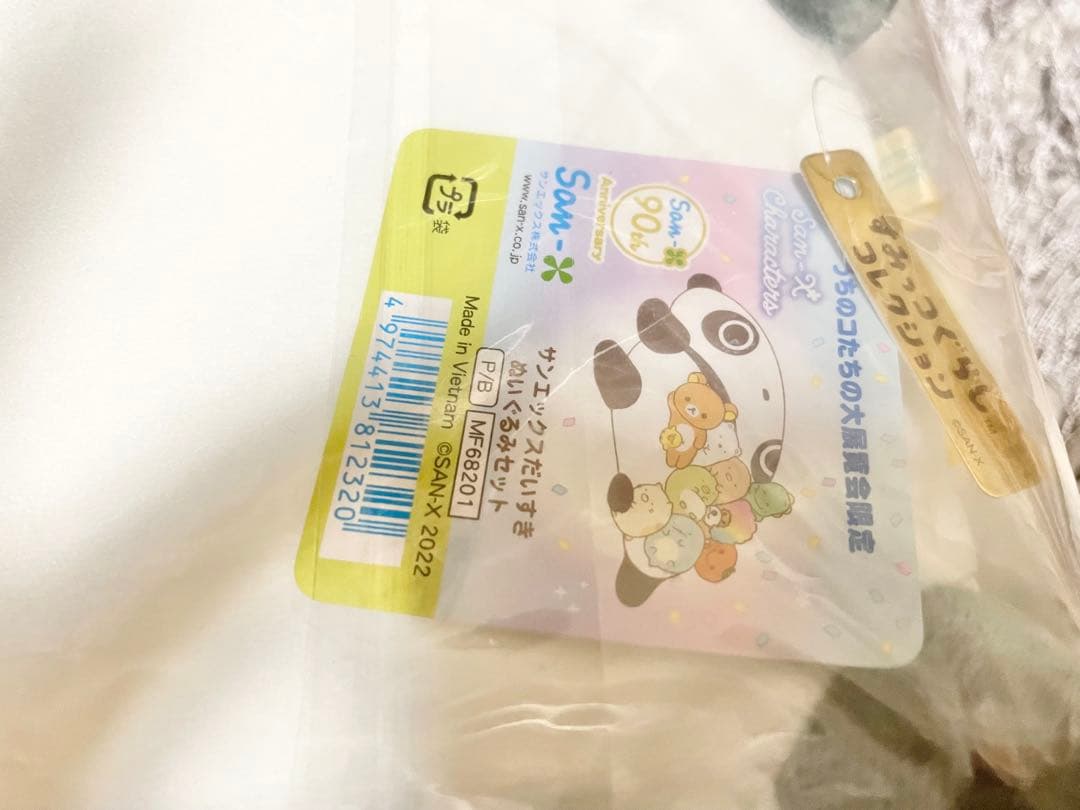 うちのコたちの大展覧会限定
San-X
Characters
San-X
90th
Anniversary
サンエックスだいすき
ぬいぐるみセット
P/B MF68201
Made in Vietnam ©SAN-X 2022
San-X
サンエックス株式会社
www.san-x.co.jp
プラ
袋
4 974413 812320
すみっコぐらし
コレクション
©SAN-X